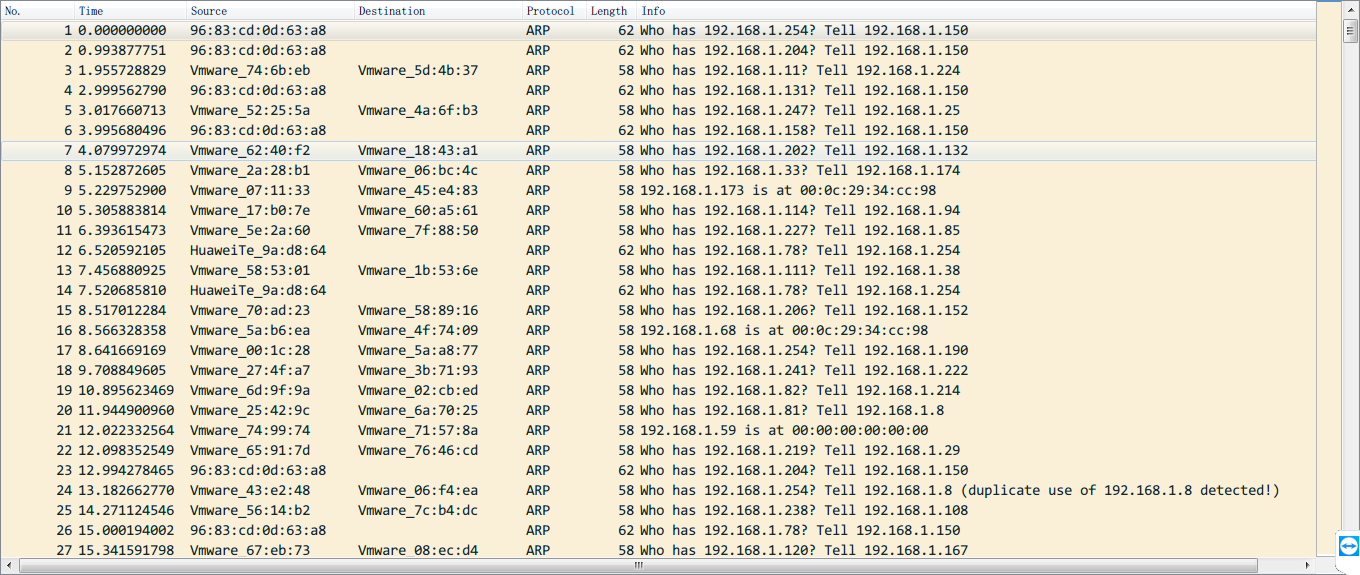 No. Time Source Destination Protocol Length Info
1 0.000000000 96:83:cd:0d:63:a8 ARP 62 Who has 192.168.1.254? Tell 192.168.1.150
2 0.993877751 96:83:cd:0d:63:a8 ARP 62 Who has 192.168.1.204? Tell 192.168.1.150
3 1.955728829 Vmware_74:6b:eb Vmware_5d:4b:37 ARP 58 Who has 192.168.1.11? Tell 192.168.1.224
4 2.999562790 96:83:cd:0d:63:a8 ARP 62 Who has 192.168.1.131? Tell 192.168.1.150
5 3.017660713 Vmware_52:25:5a Vmware_4a:6f:b3 ARP 58 Who has 192.168.1.247? Tell 192.168.1.25
6 3.995680496 96:83:cd:0d:63:a8 ARP 62 Who has 192.168.1.158? Tell 192.168.1.150
7 4.079972974 Vmware_62:40:f2 Vmware_18:43:a1 ARP 58 Who has 192.168.1.202? Tell 192.168.1.132
8 5.152872605 Vmware_2a:28:b1 Vmware_06:bc:4c ARP 58 Who has 192.168.1.33? Tell 192.168.1.174
9 5.229752900 Vmware_07:11:33 Vmware_45:e4:83 ARP 58 192.168.1.173 is at 00:0c:29:34:cc:98
10 5.305883814 Vmware_17:b0:7e Vmware_60:a5:61 ARP 58 Who has 192.168.1.114? Tell 192.168.1.94
11 6.393615473 Vmware_5e:2a:60 Vmware_7f:88:50 ARP 58 Who has 192.168.1.227? Tell 192.168.1.85
12 6.520592105 HuaweiTe_9a:d8:64 ARP 62 Who has 192.168.1.78? Tell 192.168.1.254
13 7.456880925 Vmware_58:53:01 Vmware_1b:53:6e ARP 58 Who has 192.168.1.111? Tell 192.168.1.38
14 7.520685810 HuaweiTe_9a:d8:64 ARP 62 Who has 192.168.1.78? Tell 192.168.1.254
15 8.517012284 Vmware_70:ad:23 Vmware_58:89:16 ARP 58 Who has 192.168.1.206? Tell 192.168.1.152
16 8.566328358 Vmware_5a:b6:ea Vmware_4f:74:09 ARP 58 192.168.1.68 is at 00:0c:29:34:cc:98
17 8.641669169 Vmware_00:1c:28 Vmware_5a:a8:77 ARP 58 Who has 192.168.1.254? Tell 192.168.1.190
18 9.708849605 Vmware_27:4f:a7 Vmware_3b:71:93 ARP 58 Who has 192.168.1.241? Tell 192.168.1.222
19 10.895623469 Vmware_6d:9f:9a Vmware_02:cb:ed ARP 58 Who has 192.168.1.82? Tell 192.168.1.214
20 11.944900960 Vmware_25:42:9c Vmware_6a:70:25 ARP 58 Who has 192.168.1.81? Tell 192.168.1.8
21 12.022332564 Vmware_74:99:74 Vmware_71:57:8a ARP 58 192.168.1.59 is at 00:00:00:00:00:00
22 12.098352549 Vmware_65:91:7d Vmware_76:46:cd ARP 58 Who has 192.168.1.219? Tell 192.168.1.29
23 12.994278465 96:83:cd:0d:63:a8 ARP 62 Who has 192.168.1.204? Tell 192.168.1.150
24 13.182662770 Vmware_43:e2:48 Vmware_06:f4:ea ARP 58 Who has 192.168.1.254? Tell 192.168.1.8 (duplicate use of 192.168.1.8 detected!)
25 14.271124546 Vmware_56:14:b2 Vmware_7c:b4:dc ARP 58 Who has 192.168.1.238? Tell 192.168.1.108
26 15.000194002 96:83:cd:0d:63:a8 ARP 62 Who has 192.168.1.78? Tell 192.168.1.150
27 15.341591798 Vmware_67:eb:73 Vmware_08:ec:d4 ARP 58 Who has 192.168.1.120? Tell 192.168.1.167